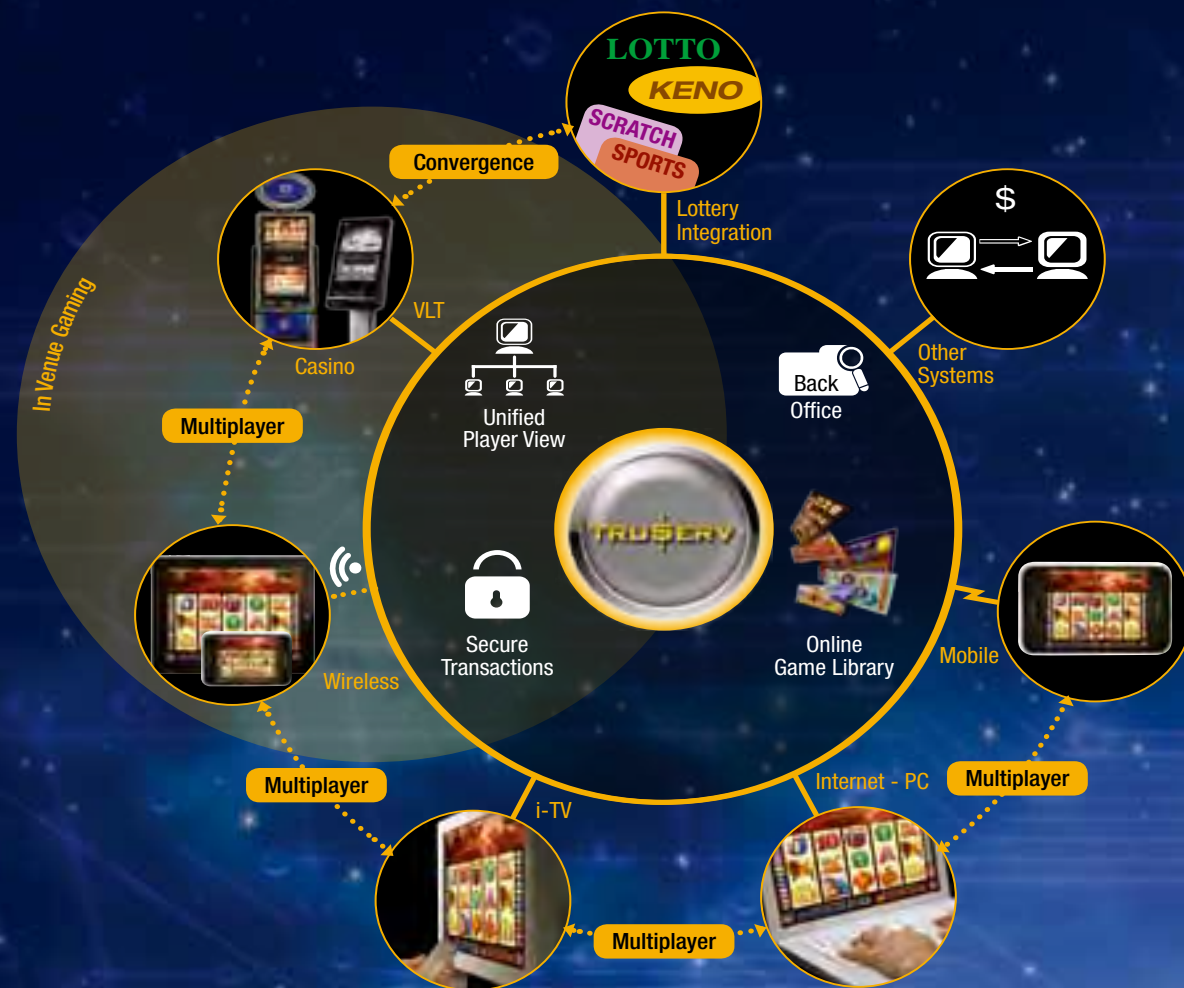 LOTTO
KENO
SCRATCH
SPORTS
Convergence
Lottery
Integration
$
In Venue Gaming
VLT
Casino
Other
Systems
Unified
Player View
Back
Office
Multiplayer
TRU$ERV
Secure
Transactions
Online
Game Library
Wireless
Mobile
Multiplayer
i-TV
Internet - PC
Multiplayer
Multiplayer